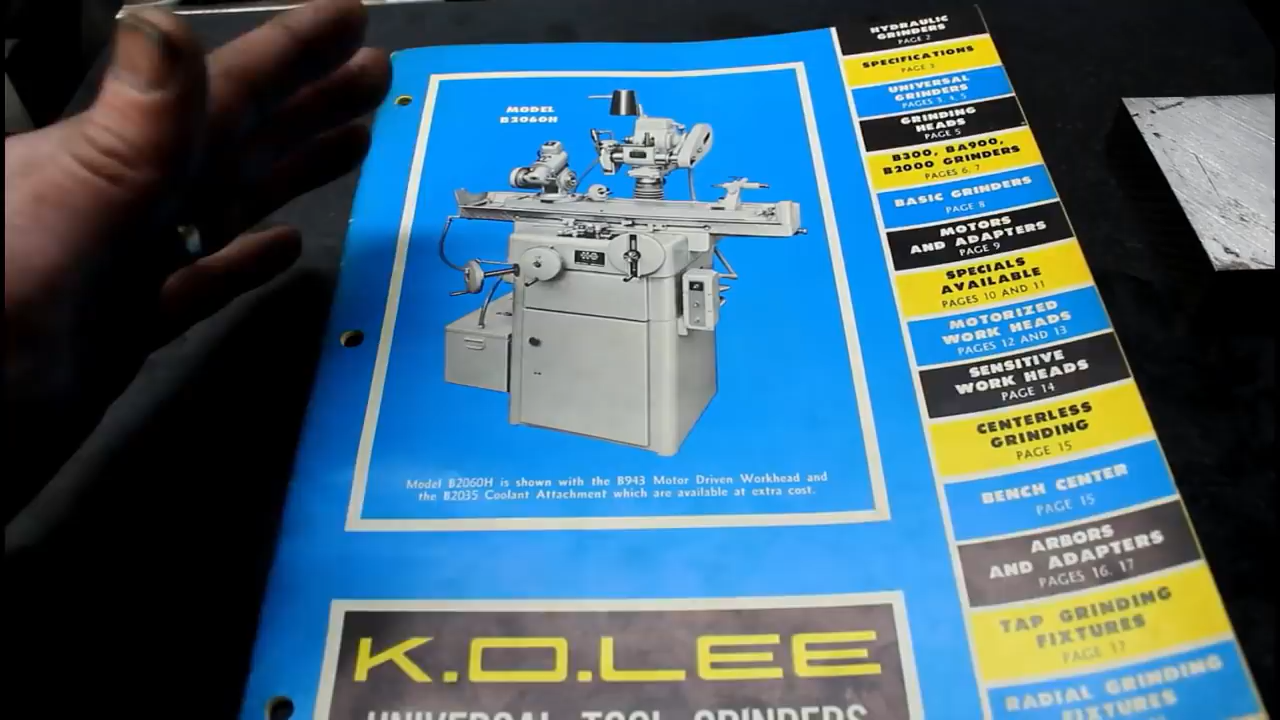 MODEL
B2060H
Model B2060H is shown with the B943 Motor Driven Workhead and
the B2035 Coolant Attachment which are available at extra cost.
K.O.LEE
UNIVERSAL TOOL GRINDERS
HYDRAULIC
GRINDERS
PAGE 2
SPECIFICATIONS
PAGE 3
UNIVERSAL
GRINDERS
PAGES 3, 4, 5
GRINDING
HEADS
PAGE 5
B300, BA900,
B2000 GRINDERS
PAGES 6, 7
BASIC GRINDERS
PAGE 8
MOTORS
AND ADAPTERS
PAGE 9
SPECIALS
AVAILABLE
PAGES 10 AND 11
MOTORIZED
WORK HEADS
PAGES 12 AND 13
SENSITIVE
WORK HEADS
PAGE 14
CENTERLESS
GRINDING
PAGE 15
BENCH CENTER
PAGE 15
ARBORS
AND ADAPTERS
PAGES 16, 17
TAP GRINDING
FIXTURES
PAGE 17
RADIAL GRINDING
FIXTURES